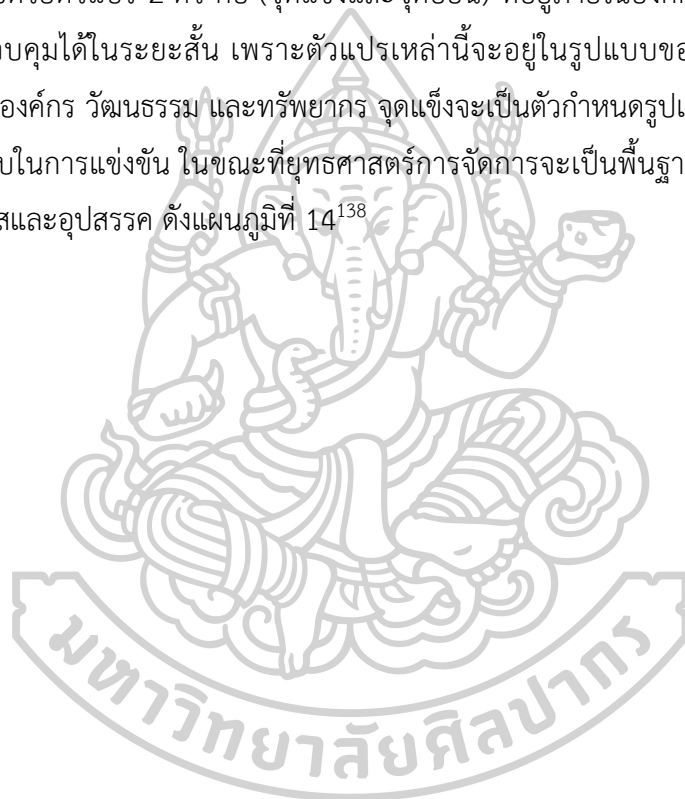 บคุมได้ในระยะสั้น เพราะตัวแปรเหล่านี้จะอยู่ในรูปแบบขอ
องค์กร วัฒนธรรม และทรัพยากร จุดแข็งจะเป็นตัวกำหนดรูปแ
บในการแข่งขัน ในขณะที่ยุทธศาสตร์การจัดการจะเป็นพื้นฐา
สและอุปสรรค ดังแผนภูมิที่ 14¹³⁸
มหาวิทยาลัยศิลปากร